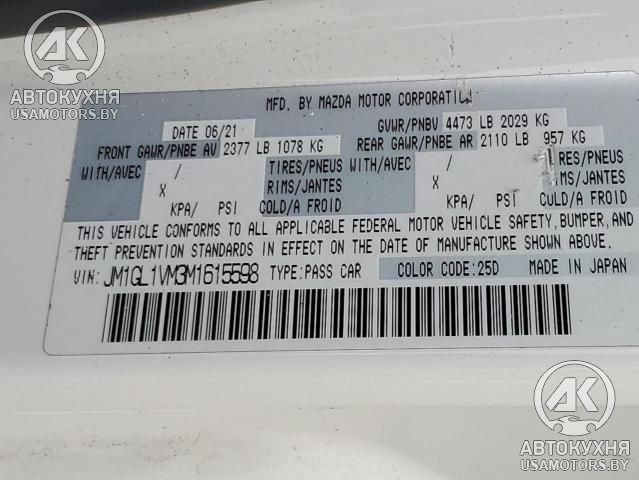 AK
АВТОКУХНЯ
USAMOTORS.BY
MFD. BY MAZDA MOTOR CORPORATION
DATE 06/21 GVWR/PNBV 4473 LB 2029 KG
FRONT GAWR/PNBE AV 2377 LB 1078 KG REAR GAWR/PNBE AR 2110 LB 957 KG
WITH/AVEC / TIRES/PNEUS WITH/AVEC / TIRES/PNEUS
X RIMS/JANTES X RIMS/JANTES
KPA/ PSI COLD/A FROID KPA/ PSI COLD/A FROID
THIS VEHICLE CONFORMS TO ALL APPLICABLE FEDERAL MOTOR VEHICLE SAFETY, BUMPER, AND
THEFT PREVENTION STANDARDS IN EFFECT ON THE DATE OF MANUFACTURE SHOWN ABOVE.
VIN: JM1GL1VM3M1615598 TYPE:PASS CAR COLOR CODE:25D MADE IN JAPAN
AK
АВТОКУХНЯ
USAMOTORS.BY